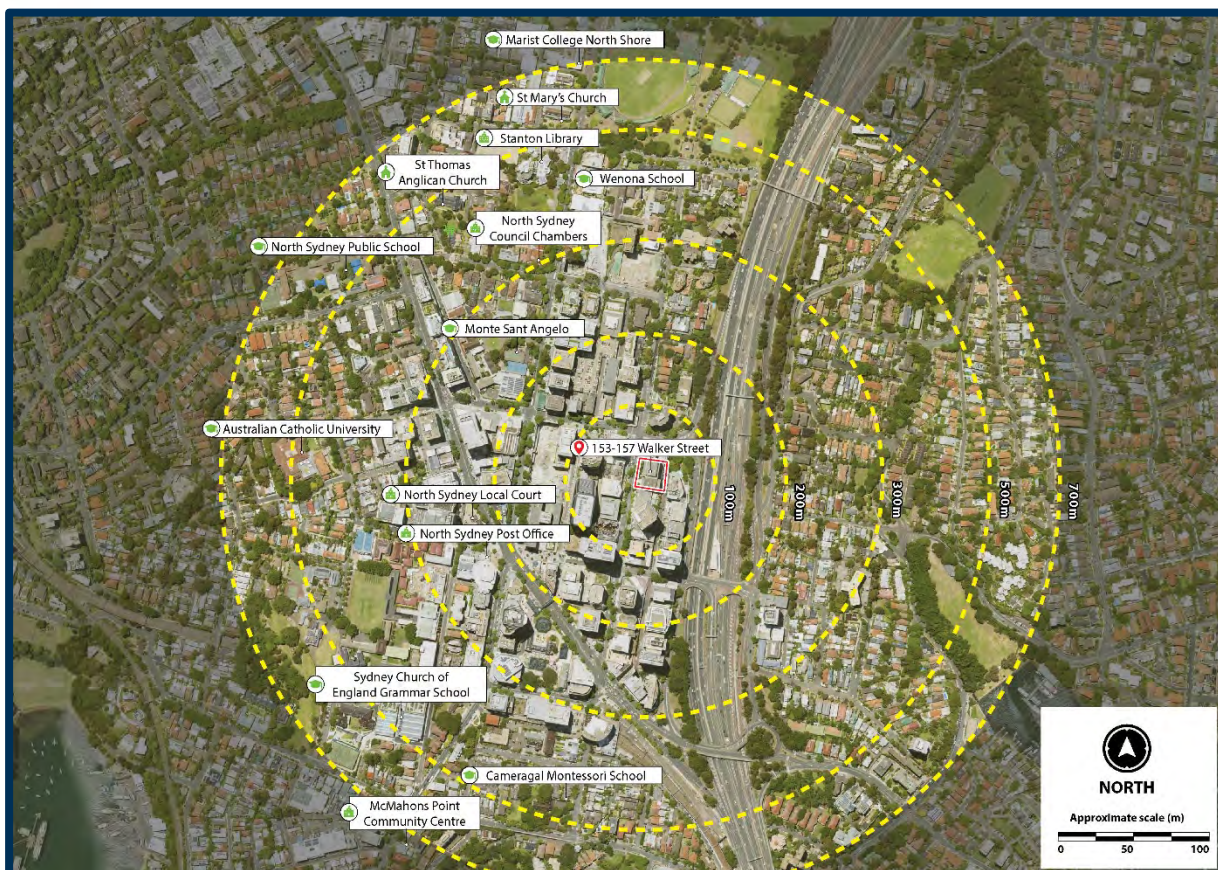 Marist College North Shore
St Mary's Church
Stanton Library
St Thomas
Anglican Church
Wenona School
North Sydney
Council Chambers
North Sydney Public School
Monte Sant Angelo
Australian Catholic University
153-157 Walker Street
North Sydney Local Court
North Sydney Post Office
100m
200m
300m
500m
700m
Sydney Church of
England Grammar School
Cameragal Montessori School
McMahons Point
Community Centre
NORTH
Approximate scale (m)
0 50 100